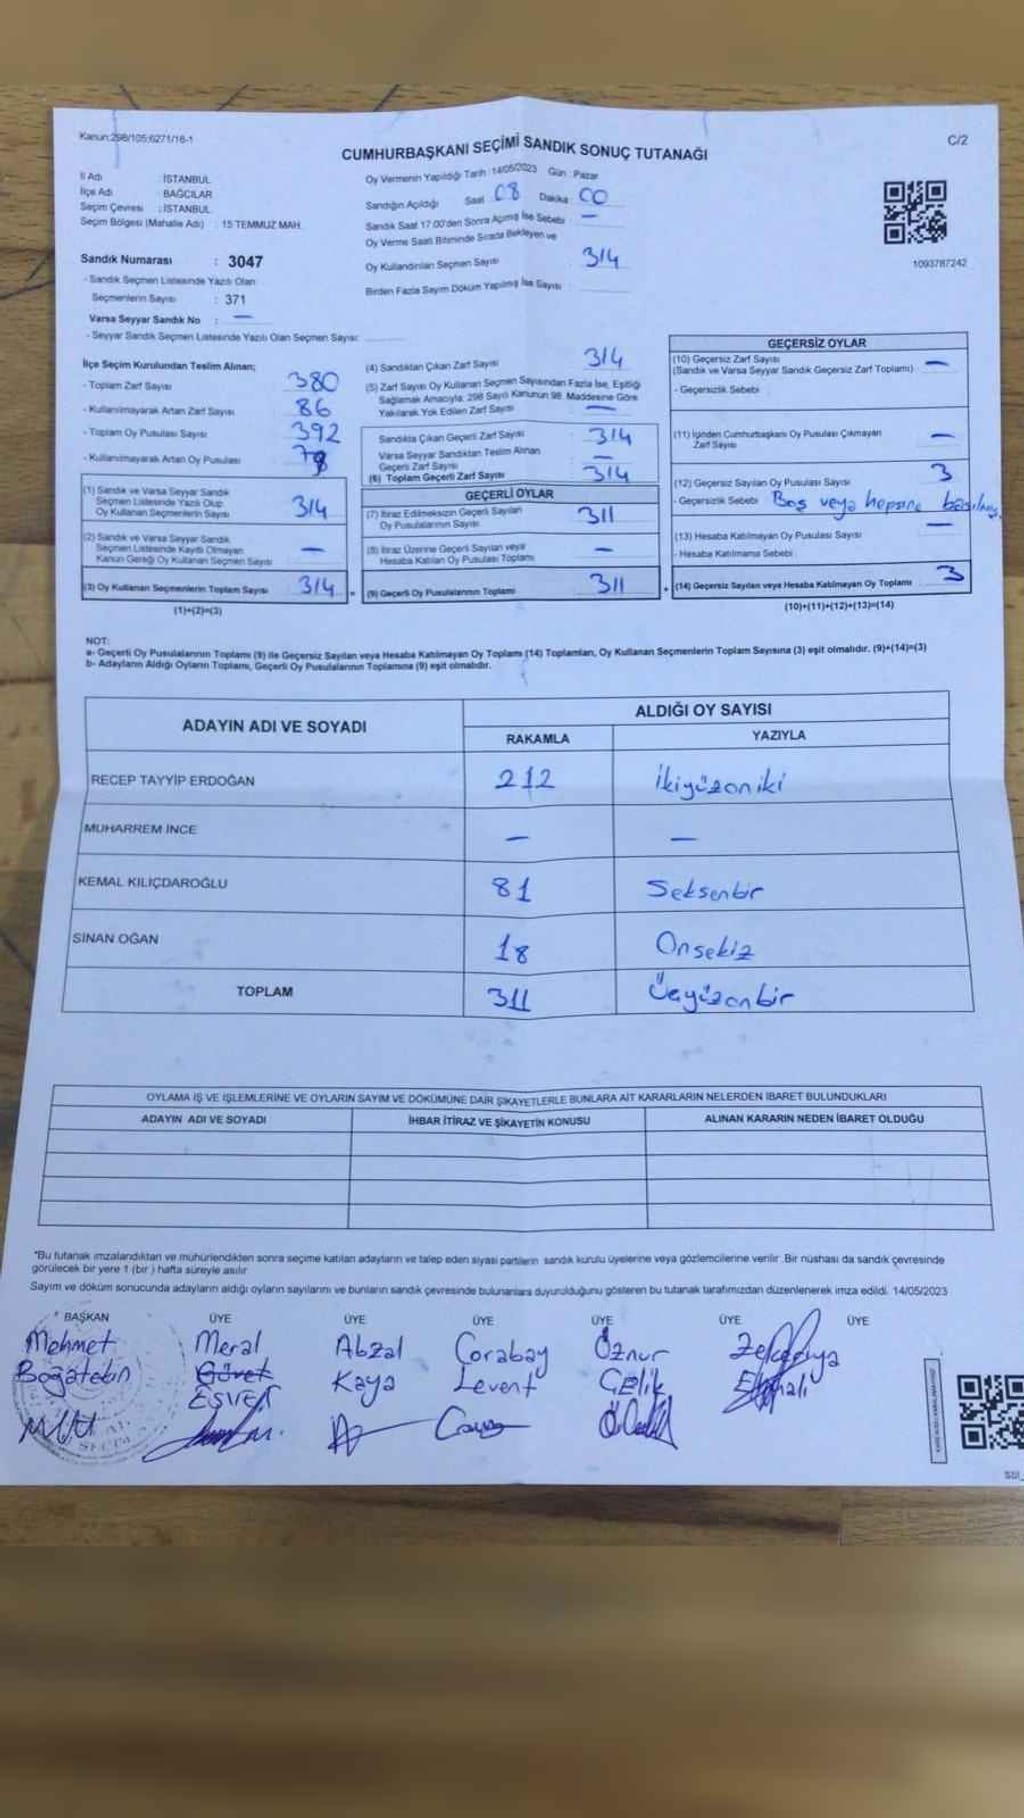 Kanun:298/105;6271/16-1
C/2
CUMHURBAŞKANI SEÇİMİ SANDIK SONUÇ TUTANAĞI
İl Adı : İSTANBUL
İlçe Adı : BAĞCILAR
Seçim Çevresi : İSTANBUL
Seçim Bölgesi (Mahalle Adı) : 15 TEMMUZ MAH.
Sandık Numarası : 3047
- Sandık Seçmen Listesinde Yazılı Olan
Seçmenlerin Sayısı : 371
Varsa Seyyar Sandık No : —
- Seyyar Sandık Seçmen Listesinde Yazılı Olan Seçmen Sayısı:
Oy Vermenin Yapıldığı Tarih :14/05/2023 Gün : Pazar
Sandığın Açıldığı Saat 08 Dakika : 00
Sandık Saat 17.00'den Sonra Açılmış İse Sebebi : —
Oy Verme Saati Bitiminde Sırada Bekleyen ve
Oy Kullandırılan Seçmen Sayısı 314
Birden Fazla Sayım Döküm Yapılmış İse Sayısı
1093787242
İlçe Seçim Kurulundan Teslim Alınan;
- Toplam Zarf Sayısı 380
- Kullanılmayarak Artan Zarf Sayısı 86
- Toplam Oy Pusulası Sayısı 392
- Kullanılmayarak Artan Oy Pusulası 78
(1) Sandık ve Varsa Seyyar Sandık
Seçmen Listesinde Yazılı Olup
Oy Kullanan Seçmenlerin Sayısı 314
(2) Sandık ve Varsa Seyyar Sandık
Seçmen Listesinde Kaydı Olmayan
Kanun Gereği Oy Kullanan Seçmen Sayısı —
(3) Oy Kullanan Seçmenlerin Toplam Sayısı 314 =
(1)+(2)=(3)
(4) Sandıktan Çıkan Zarf Sayısı 314
(5) Zarf Sayısı Oy Kullanan Seçmen Sayısından Fazla İse, Eşitliği
Sağlamak Amacıyla; 298 Sayılı Kanunun 98. Maddesine Göre
Yakılarak Yok Edilen Zarf Sayısı —
Sandıkta Çıkan Geçerli Zarf Sayısı 314
Varsa Seyyar Sandıktan Teslim Alınan
Geçerli Zarf Sayısı —
(6) Toplam Geçerli Zarf Sayısı 314
GEÇERLİ OYLAR
(7) İtiraz Edilmeksizin Geçerli Sayılan
Oy Pusulalarının Sayısı 311
(8) İtiraz Üzerine Geçerli Sayılan veya
Hesaba Katılan Oy Pusulası Toplamı —
(9) Geçerli Oy Pusulalarının Toplamı 311 +
GEÇERSİZ OYLAR
(10) Geçersiz Zarf Sayısı
(Sandık ve Varsa Seyyar Sandık Geçersiz Zarf Toplamı) —
- Geçersizlik Sebebi :
(11) İçinden Cumhurbaşkanı Oy Pusulası Çıkmayan
Zarf Sayısı —
(12) Geçersiz Sayılan Oy Pusulası Sayısı 3
- Geçersizlik Sebebi : Boş veya hepsine basılmış
(13) Hesaba Katılmayan Oy Pusulası Sayısı —
- Hesaba Katılmama Sebebi :
(14) Geçersiz Sayılan veya Hesaba Katılmayan Oy Toplamı 3
(10)+(11)+(12)+(13)=(14)
NOT:
a- Geçerli Oy Pusulalarının Toplamı (9) ile Geçersiz Sayılan veya Hesaba Katılmayan Oy Toplamı (14) Toplamları, Oy Kullanan Seçmenlerin Toplam Sayısına (3) eşit olmalıdır. (9)+(14)=(3)
b- Adayların Aldığı Oyların Toplamı, Geçerli Oy Pusulalarının Toplamına (9) eşit olmalıdır.
ADAYIN ADI VE SOYADI
ALDIĞI OY SAYISI
RAKAMLA YAZIYLA
RECEP TAYYİP ERDOĞAN 212 ikiyüzoniki
MUHARREM İNCE — —
KEMAL KILIÇDAROĞLU 81 Seksenbir
SİNAN OĞAN 18 Onsekiz
TOPLAM 311 Üçyüzonbir
OYLAMA İŞ VE İŞLEMLERİNE VE OYLARIN SAYIM VE DÖKÜMÜNE DAİR ŞİKAYETLERLE BUNLARA AİT KARARLARIN NELERDEN İBARET BULUNDUKLARI
ADAYIN ADI VE SOYADI İHBAR İTİRAZ VE ŞİKAYETİN KONUSU ALINAN KARARIN NEDEN İBARET OLDUĞU
*Bu tutanak imzalandıktan ve mühürlendikten sonra seçime katılan adayların ve talep eden siyasi partilerin sandık kurulu üyelerine veya gözlemcilerine verilir. Bir nüshası da sandık çevresinde
görülecek bir yere 1 (bir) hafta süreyle asılır.
Sayım ve döküm sonucunda adayların aldığı oyların sayılarını ve bunların sandık çevresinde bulunanlara duyurulduğunu gösteren bu tutanak tarafımızdan düzenlenerek imza edildi. 14/05/2023
BAŞKAN ÜYE ÜYE ÜYE ÜYE ÜYE ÜYE
Mehmet Meral Abzal Corabay Öznur
Boğatekin Kaya Levent Çelik